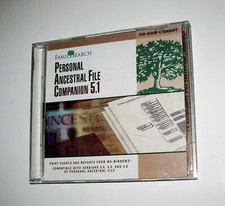 CD-ROM LIBRARY
FAMILYSEARCH
PERSONAL
ANCESTRAL FILE
COMPANION 5.1
PRINT CHARTS AND REPORTS FROM MS WINDOWS
COMPATIBLE WITH VERSIONS 3.0, 4.0, AND 5.0
OF PERSONAL ANCESTRAL FILE